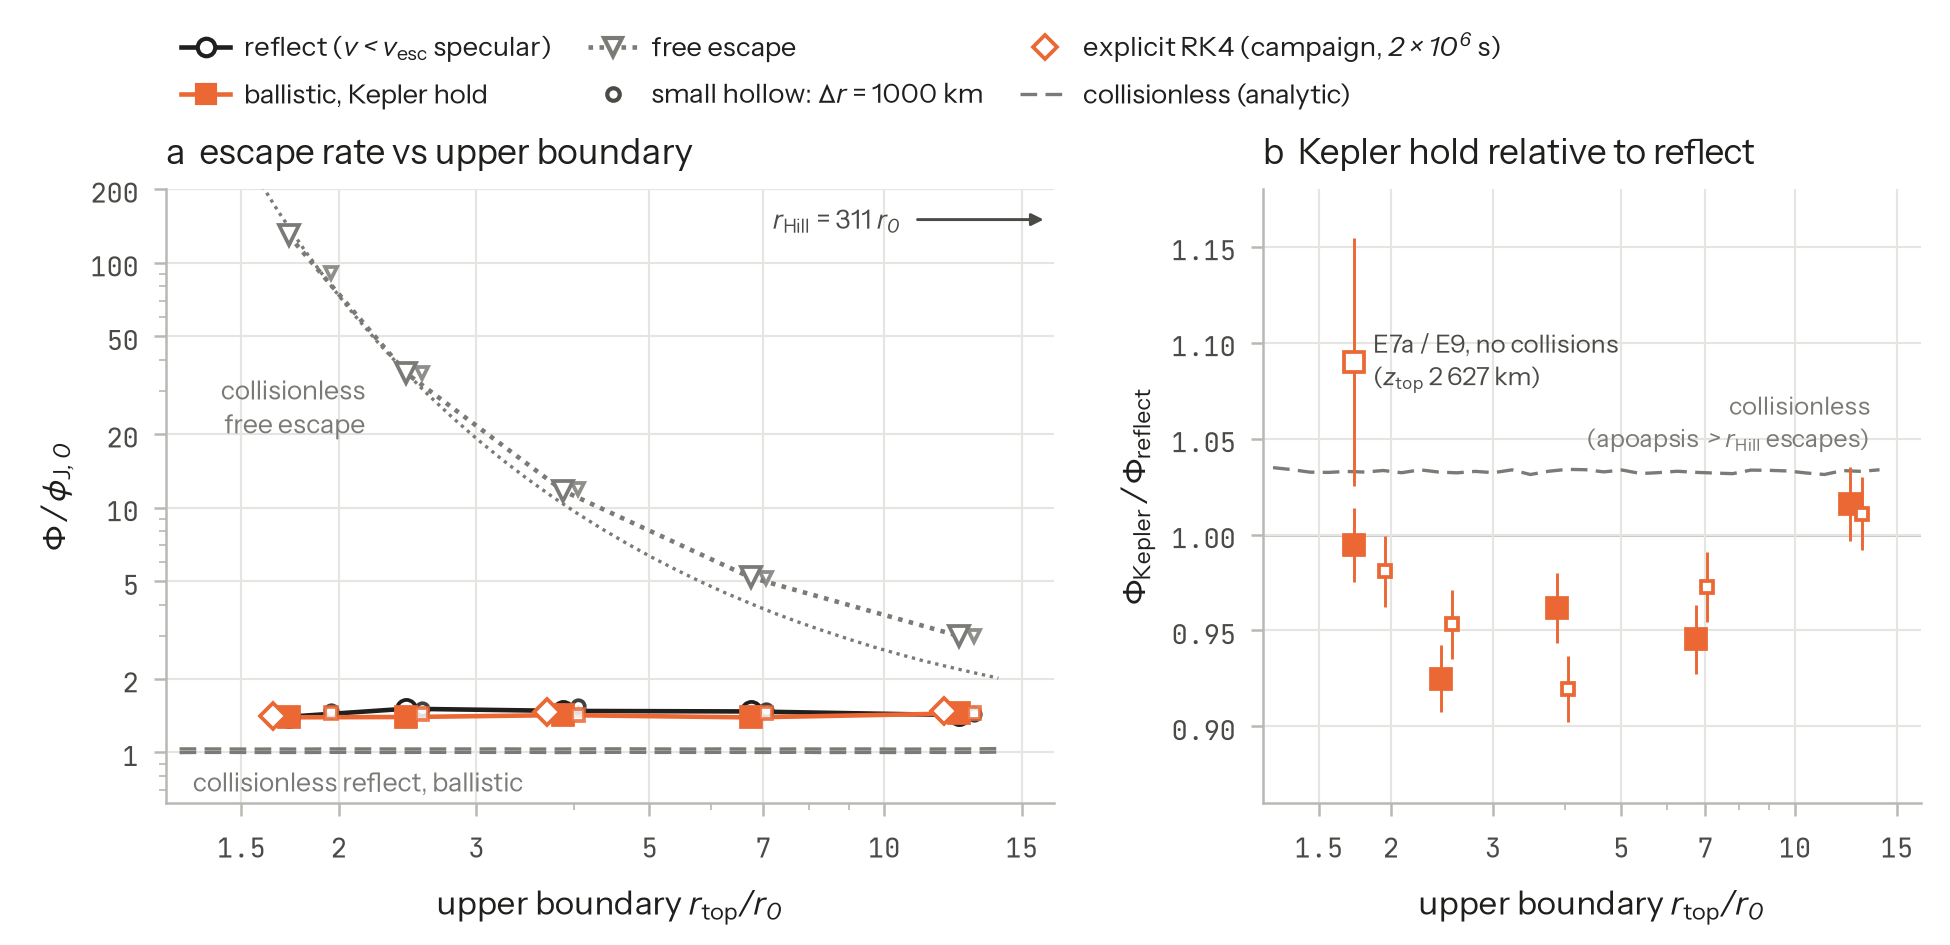 reflect (v < v_esc specular)
free escape
explicit RK4 (campaign, 2 × 10⁶ s)
ballistic, Kepler hold
small hollow: Δr = 1000 km
collisionless (analytic)
a escape rate vs upper boundary
200
100
50
20
10
5
2
1
Φ / ϕ_J, 0
r_Hill = 311 r_0
collisionless
free escape
collisionless reflect, ballistic
1.5 2 3 5 7 10 15
upper boundary r_top/r_0
b Kepler hold relative to reflect
1.15
1.10
1.05
1.00
0.95
0.90
Φ_Kepler / Φ_reflect
E7a / E9, no collisions
(z_top 2 627 km)
collisionless
(apoapsis > r_Hill escapes)
1.5 2 3 5 7 10 15
upper boundary r_top/r_0